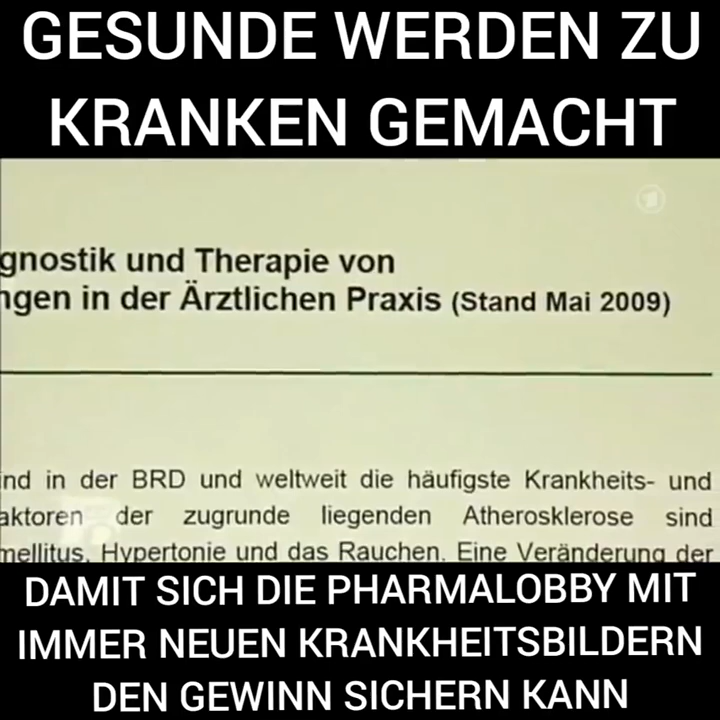 GESUNDE WERDEN ZU
KRANKEN GEMACHT
gnostik und Therapie von
ngen in der Ärztlichen Praxis (Stand Mai 2009)
ind in der BRD und weltweit die häufigste Krankheits- und
aktoren der zugrunde liegenden Atherosklerose sind
mellitus, Hypertonie und das Rauchen. Eine Veränderung der
DAMIT SICH DIE PHARMALOBBY MIT
IMMER NEUEN KRANKHEITSBILDERN
DEN GEWINN SICHERN KANN